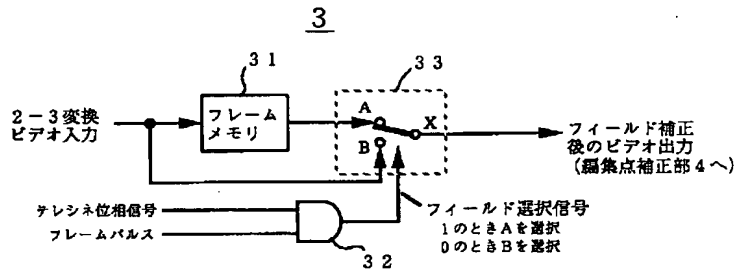 3
31
33
フレーム
メモリ
2-3変換
ビデオ入力
A
X
B
フィールド補正
後のビデオ出力
(編集点補正部4へ)
テレシネ位相信号
フレームパルス
32
フィールド選択信号
1のときAを選択
0のときBを選択